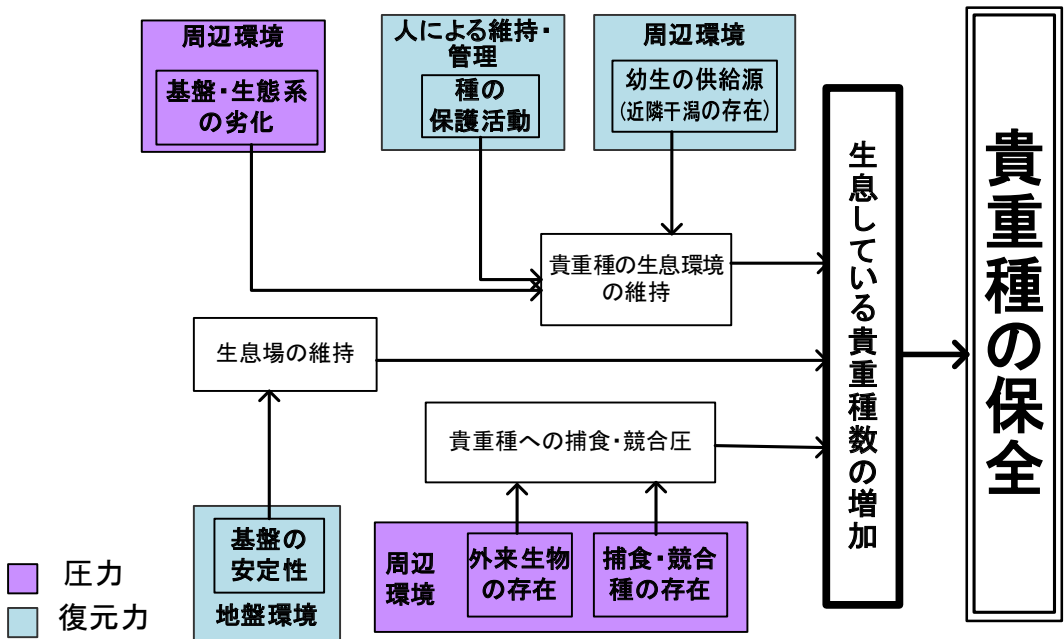 周辺環境
基盤・生態系
の劣化
人による維持・
管理
種の
保護活動
周辺環境
幼生の供給源
(近隣干潟の存在)
貴重種の生息環境
の維持
生息場の維持
貴重種への捕食・競合圧
基盤の
安定性
地盤環境
周辺
環境
外来生物
の存在
捕食・競合
種の存在
生息している貴重種数の増加
貴重種の保全
圧力
復元力